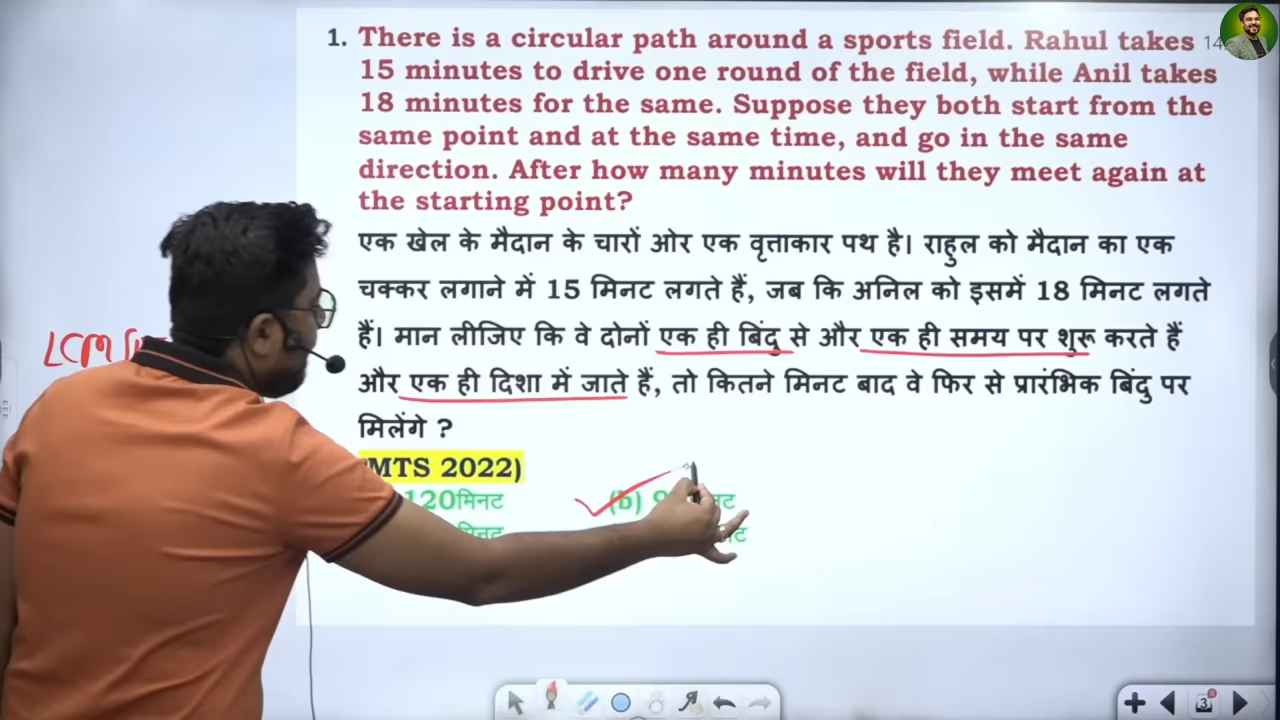 1. There is a circular path around a sports field. Rahul takes
15 minutes to drive one round of the field, while Anil takes
18 minutes for the same. Suppose they both start from the
same point and at the same time, and go in the same
direction. After how many minutes will they meet again at
the starting point?
एक खेल के मैदान के चारों ओर एक वृत्ताकार पथ है। राहुल को मैदान का एक
चक्कर लगाने में 15 मिनट लगते हैं, जब कि अनिल को इसमें 18 मिनट लगते
हैं। मान लीजिए कि वे दोनों एक ही बिंदु से और एक ही समय पर शुरू करते हैं
LCM
और एक ही दिशा में जाते हैं, तो कितने मिनट बाद वे फिर से प्रारंभिक बिंदु पर
मिलेंगे ?
MTS 2022)
120मिनट (b)
3